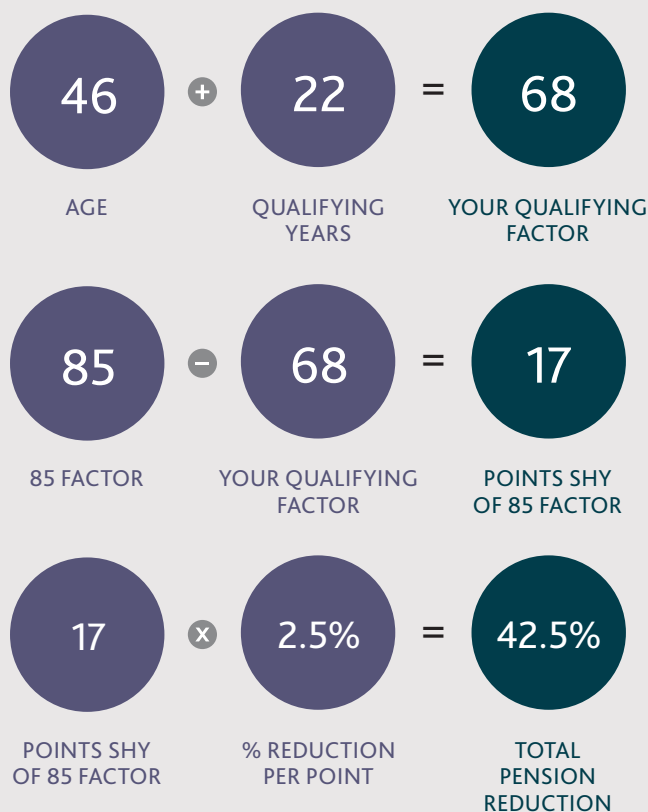 46 + 22 = 68
AGE
QUALIFYING
YEARS
YOUR QUALIFYING
FACTOR
85 – 68 = 17
85 FACTOR
YOUR QUALIFYING
FACTOR
POINTS SHY
OF 85 FACTOR
17 x 2.5% = 42.5%
POINTS SHY
OF 85 FACTOR
% REDUCTION
PER POINT
TOTAL
PENSION
REDUCTION